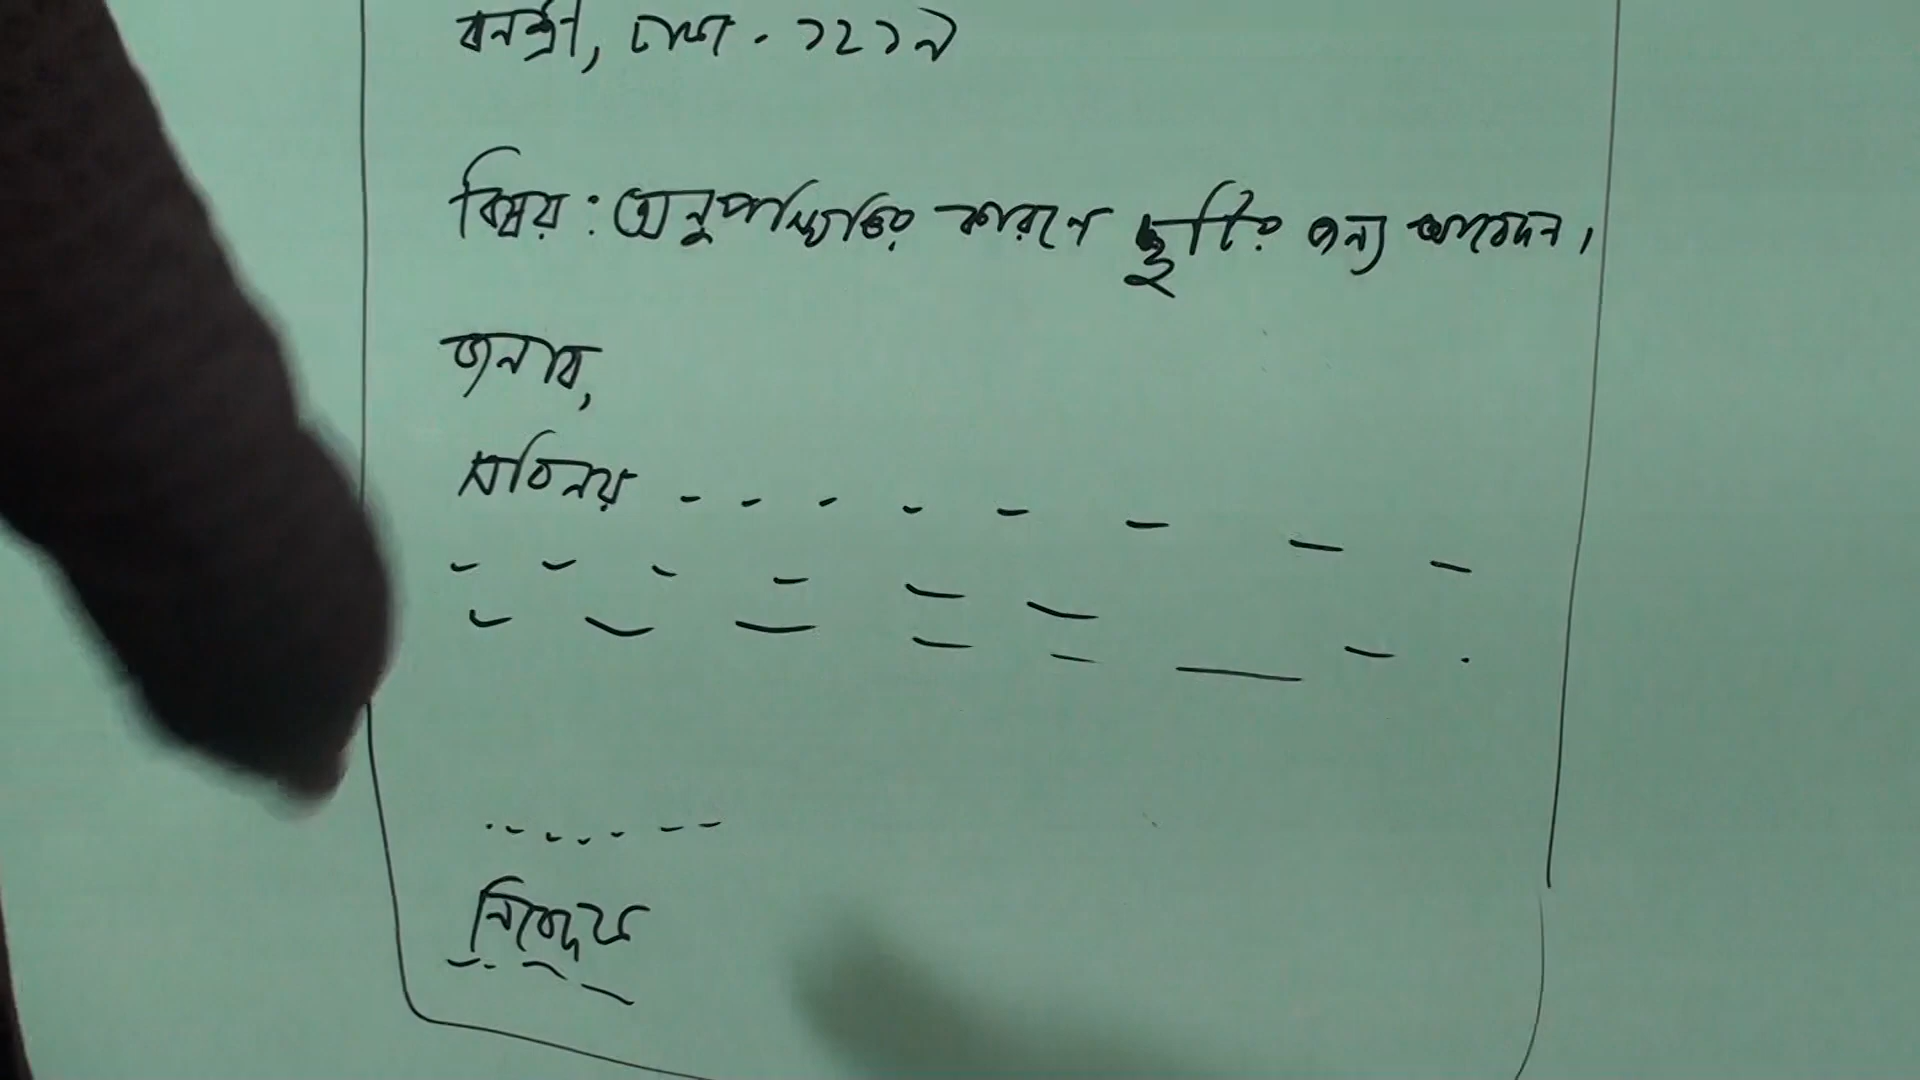 বনশ্রী, ঢাকা - ১২১৯
বিষয় : অনুপস্থিতির কারণে ছুটির জন্য আবেদন।
জনাব,
সবিনয় - - - - - - - -
- - - - - -
- - - - - - - .
. - - - - - -
নিবেদক
- - - -